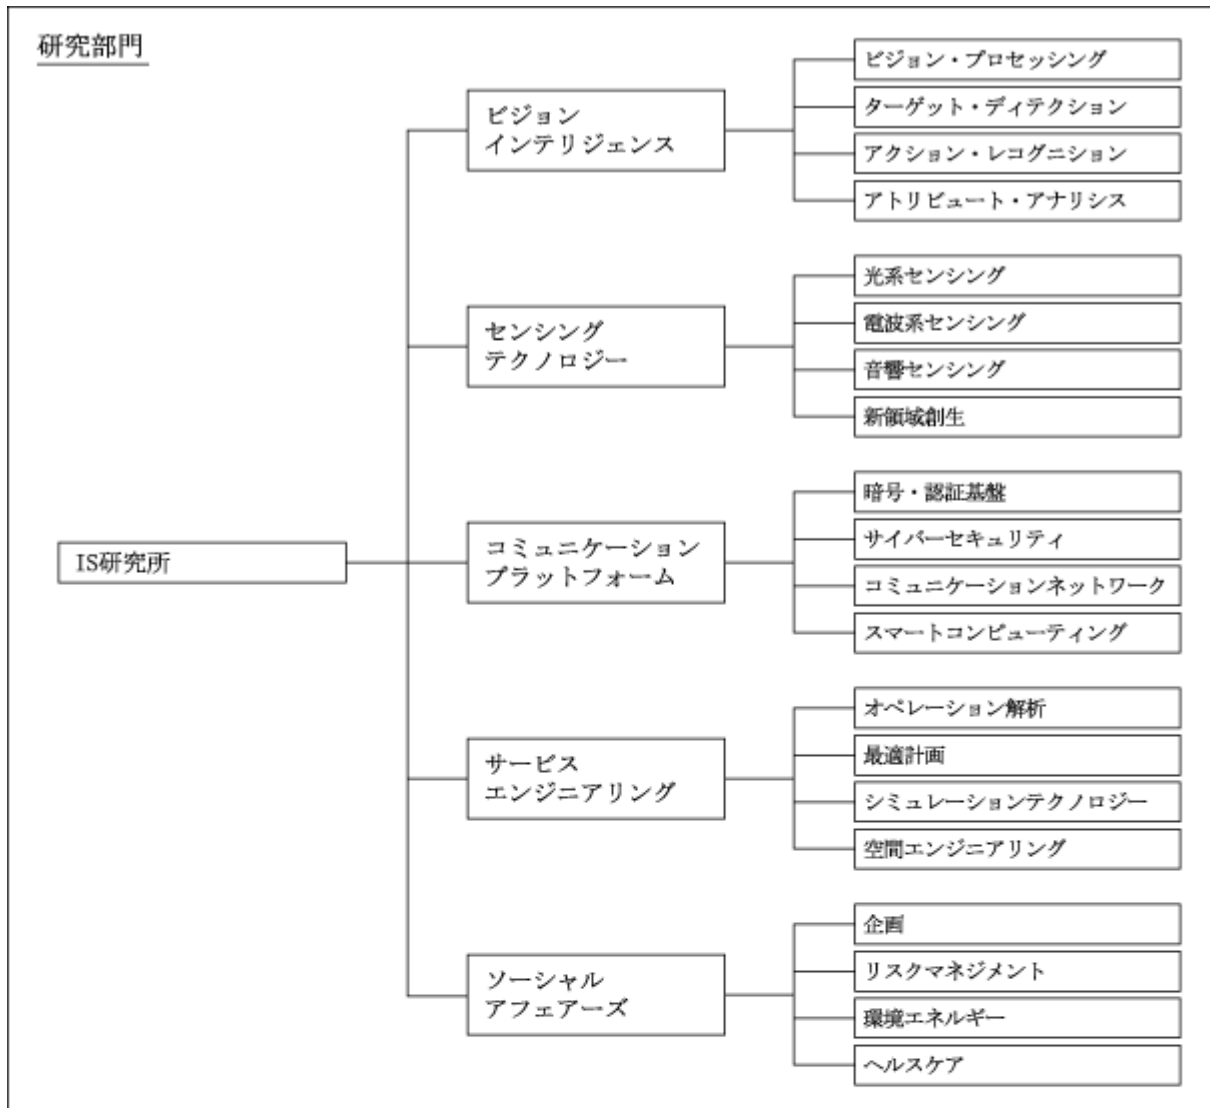 研究部門
IS研究所
ビジョン
インテリジェンス
ビジョン・プロセッシング
ターゲット・ディテクション
アクション・レコグニション
アトリビュート・アナリシス
センシング
テクノロジー
光系センシング
電波系センシング
音響センシング
新領域創生
コミュニケーション
プラットフォーム
暗号・認証基盤
サイバーセキュリティ
コミュニケーションネットワーク
スマートコンピューティング
サービス
エンジニアリング
オペレーション解析
最適計画
シミュレーションテクノロジー
空間エンジニアリング
ソーシャル
アフェアーズ
企画
リスクマネジメント
環境エネルギー
ヘルスケア